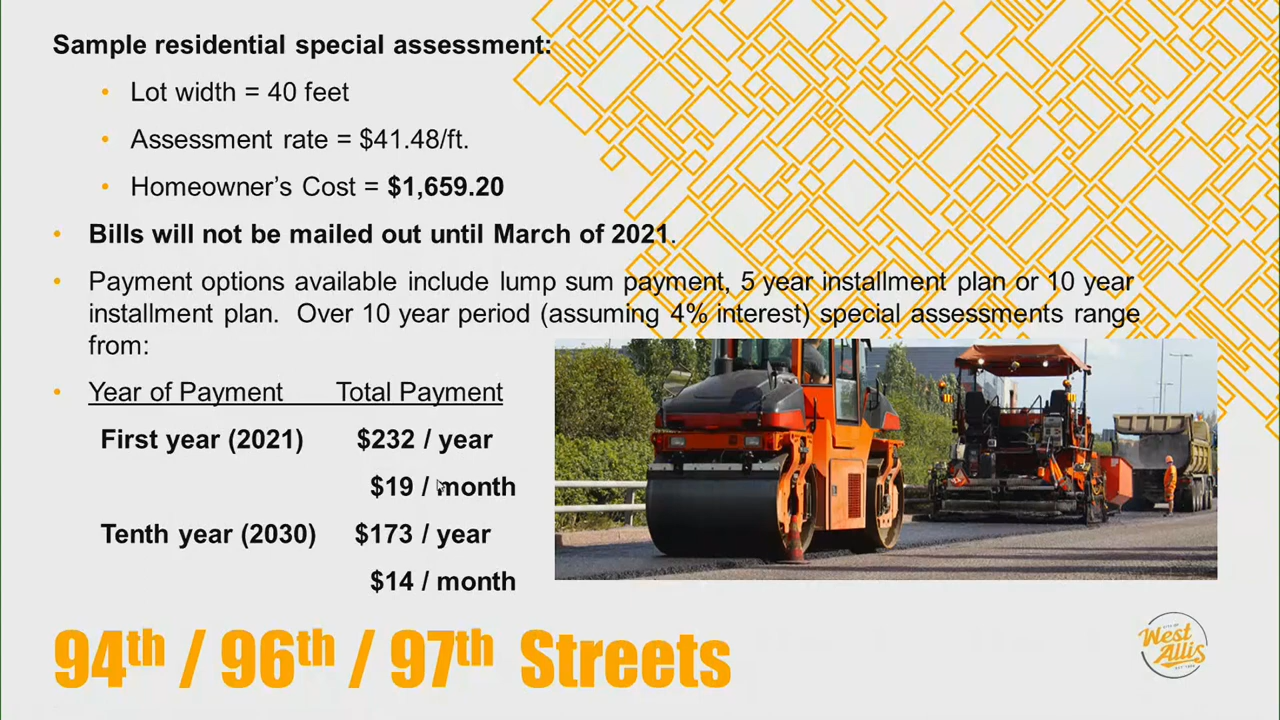 Sample residential special assessment:
• Lot width = 40 feet
• Assessment rate = $41.48/ft.
• Homeowner's Cost = $1,659.20
• Bills will not be mailed out until March of 2021.
• Payment options available include lump sum payment, 5 year installment plan or 10 year
installment plan. Over 10 year period (assuming 4% interest) special assessments range
from:
• Year of Payment Total Payment
First year (2021) $232 / year
$19 / month
Tenth year (2030) $173 / year
$14 / month
94th / 96th / 97th Streets
West
Allis